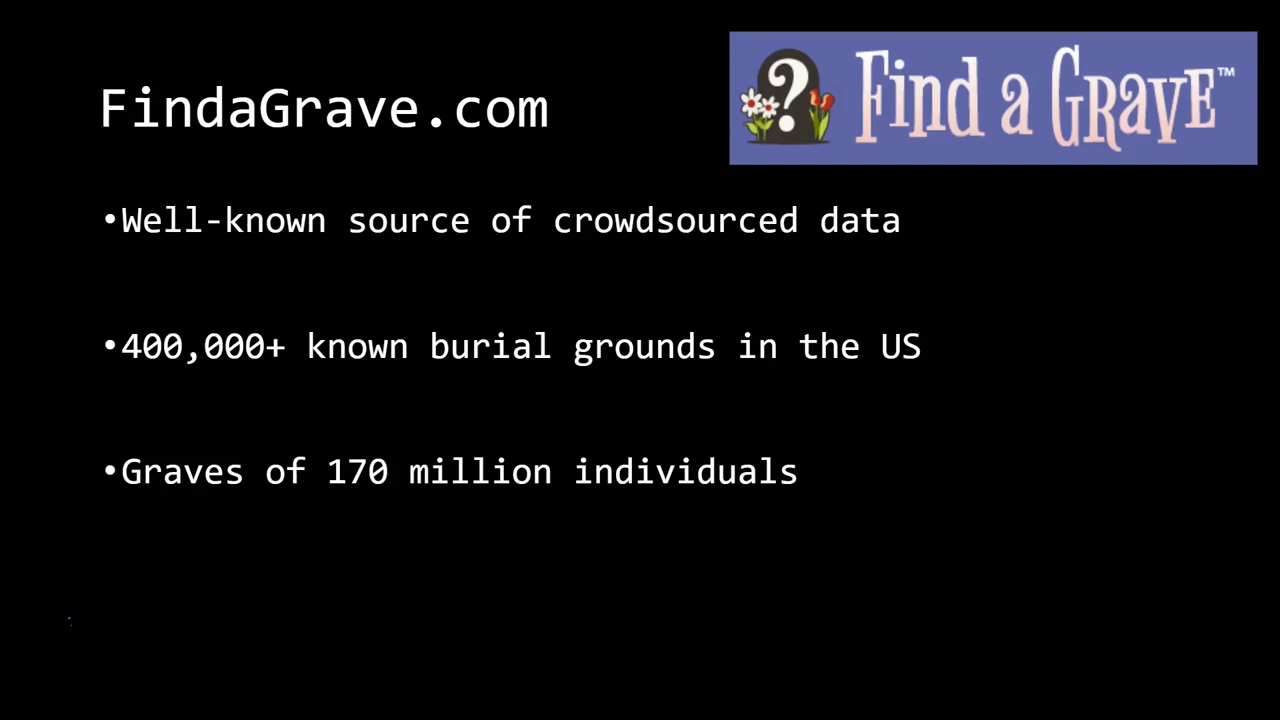 FindaGrave.com
? Find a Grave™
•Well-known source of crowdsourced data
•400,000+ known burial grounds in the US
•Graves of 170 million individuals